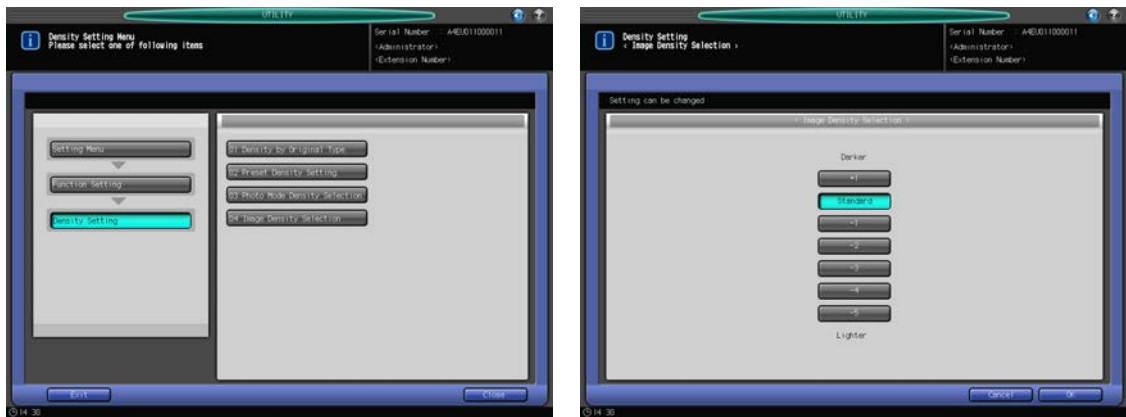 UTILITY
Density Setting Menu
Please select one of following items
Serial Number : A4EU011000011
<Administrator>
<Extension Number>
Setting Menu
Function Setting
Density Setting
01 Density by Original Type
02 Preset Density Setting
03 Photo Mode Density Selection
04 Image Density Selection
Exit
Close
14:30
UTILITY
Density Setting
< Image Density Selection >
Serial Number : A4EU011000011
<Administrator>
<Extension Number>
Setting can be changed
< Image Density Selection >
Darker
+1
Standard
-1
-2
-3
-4
-5
Lighter
Cancel
OK
14:30